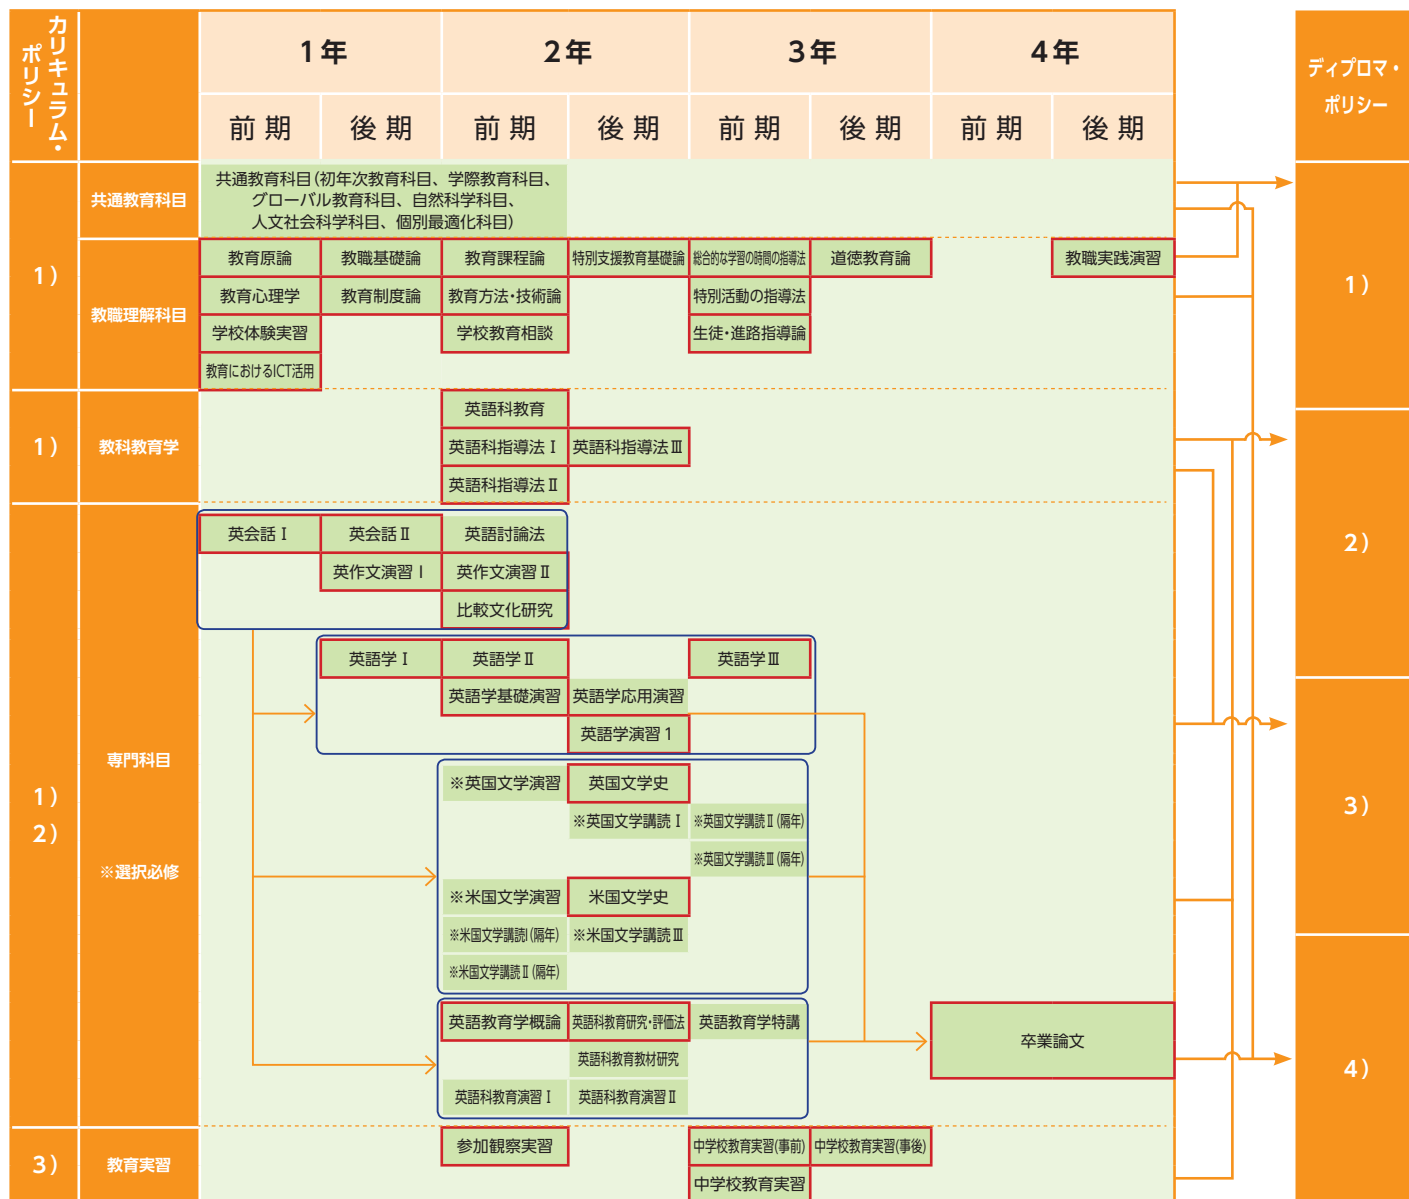 カリキュラム・
ポリシー
1年
2年
3年
4年
ディプロマ・
ポリシー
前期
後期
前期
後期
前期
後期
前期
後期
1）
共通教育科目
共通教育科目（初年次教育科目、学際教育科目、
グローバル教育科目、自然科学科目、
人文社会科学科目、個別最適化科目）
教職理解科目
教育原論
教職基礎論
教育課程論
特別支援教育基礎論
総合的な学習の時間の指導法
道徳教育論
教職実践演習
教育心理学
教育制度論
教育方法・技術論
特別活動の指導法
学校体験実習
学校教育相談
生徒・進路指導論
教育におけるICT活用
1）
1）
教科教育学
英語科教育
英語科指導法Ⅰ
英語科指導法Ⅲ
英語科指導法Ⅱ
2）
1）
2）
専門科目
※選択必修
英会話Ⅰ
英会話Ⅱ
英語討論法
英作文演習Ⅰ
英作文演習Ⅱ
比較文化研究
英語学Ⅰ
英語学Ⅱ
英語学Ⅲ
英語学基礎演習
英語学応用演習
英語学演習1
※英国文学演習
英国文学史
※英国文学講読Ⅰ
※英国文学講読Ⅱ（隔年）
※英国文学講読Ⅲ（隔年）
※米国文学演習
米国文学史
※米国文学講読Ⅰ（隔年）
※米国文学講読Ⅲ
※米国文学講読Ⅱ（隔年）
英語教育学概論
英語科教育研究・評価法
英語教育学特講
卒業論文
英語科教育教材研究
英語科教育演習Ⅰ
英語科教育演習Ⅱ
3）
4）
3）
教育実習
参加観察実習
中学校教育実習（事前）
中学校教育実習（事後）
中学校教育実習